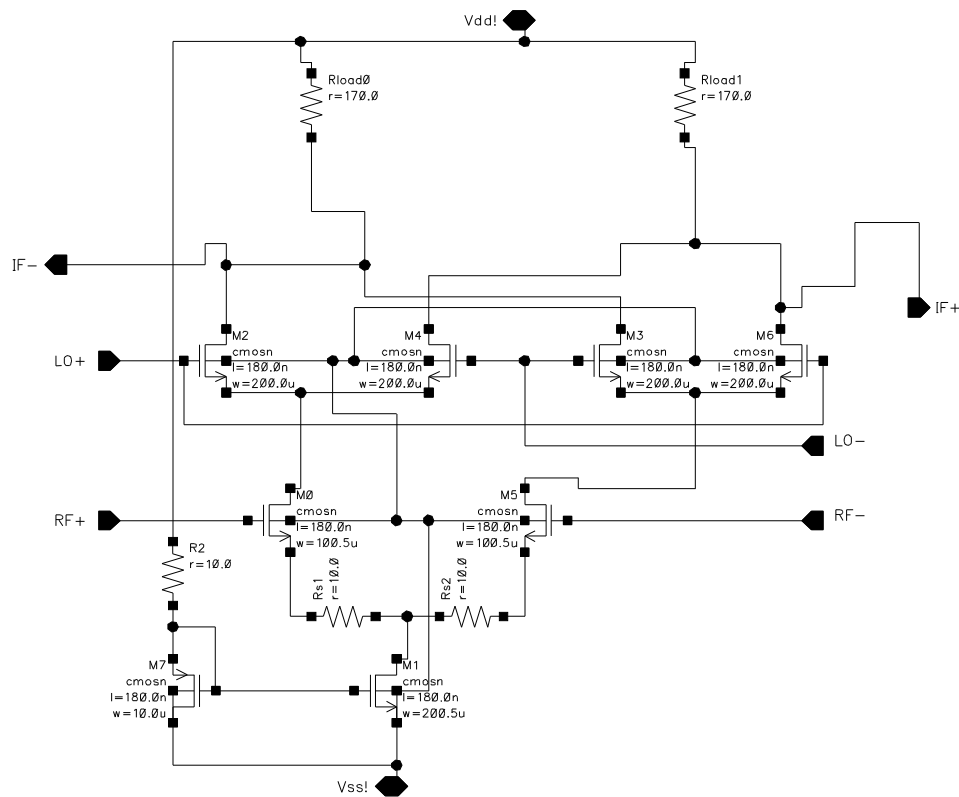 Vdd!
Rload0
r=170.0
Rload1
r=170.0
IF-
IF+
M2
cmosn
l=180.0n
w=200.0u
M4
cmosn
l=180.0n
w=200.0u
M3
cmosn
l=180.0n
w=200.0u
M6
cmosn
l=180.0n
w=200.0u
LO+
LO-
RF+
M0
cmosn
l=180.0n
w=100.5u
M5
cmosn
l=180.0n
w=100.5u
RF-
R2
r=10.0
Rs1
r=10.0
Rs2
r=10.0
M7
cmosn
l=180.0n
w=10.0u
M1
cmosn
l=180.0n
w=200.5u
Vss!